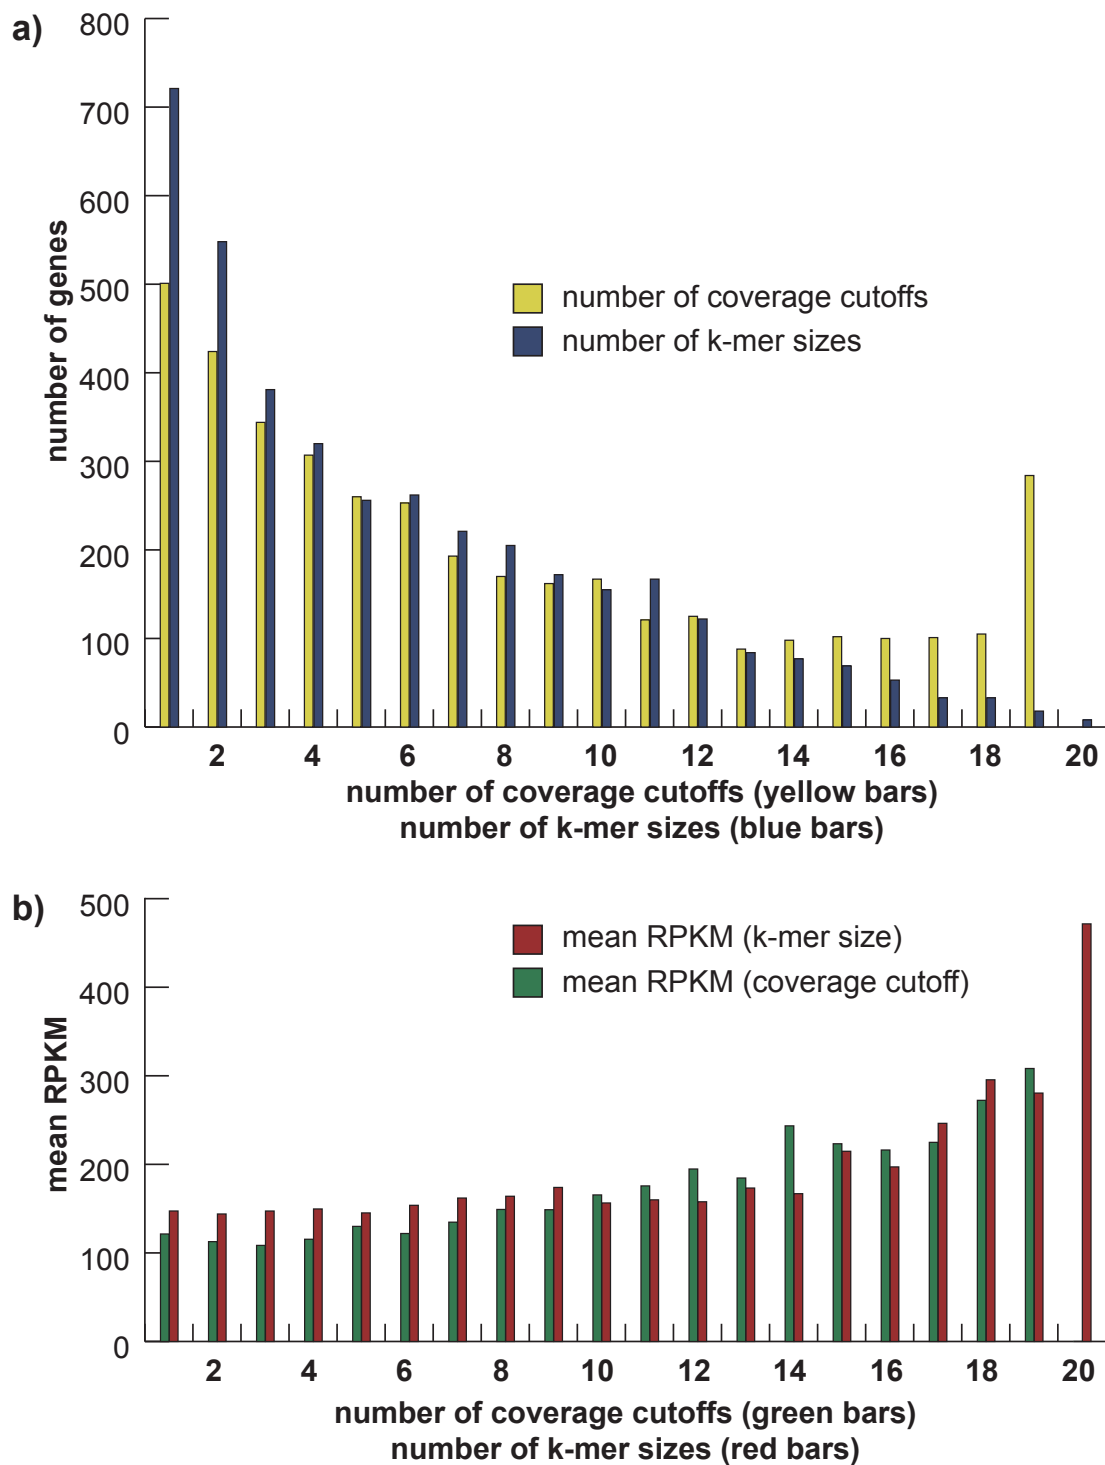 a)
800
700
600
500
400
300
200
100
0
number of genes
number of coverage cutoffs
number of k-mer sizes
2 4 6 8 10 12 14 16 18 20
number of coverage cutoffs (yellow bars)
number of k-mer sizes (blue bars)
b)
500
400
300
200
100
0
mean RPKM
mean RPKM (k-mer size)
mean RPKM (coverage cutoff)
2 4 6 8 10 12 14 16 18 20
number of coverage cutoffs (green bars)
number of k-mer sizes (red bars)